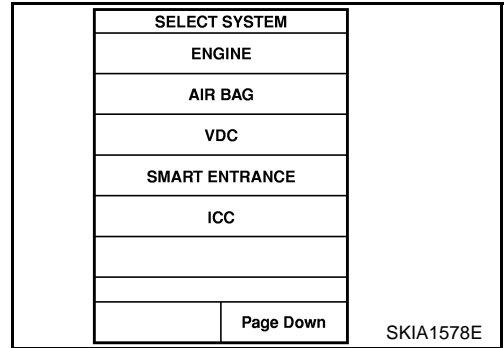 SELECT SYSTEM
ENGINE
AIR BAG
VDC
SMART ENTRANCE
ICC
Page Down
SKIA1578E